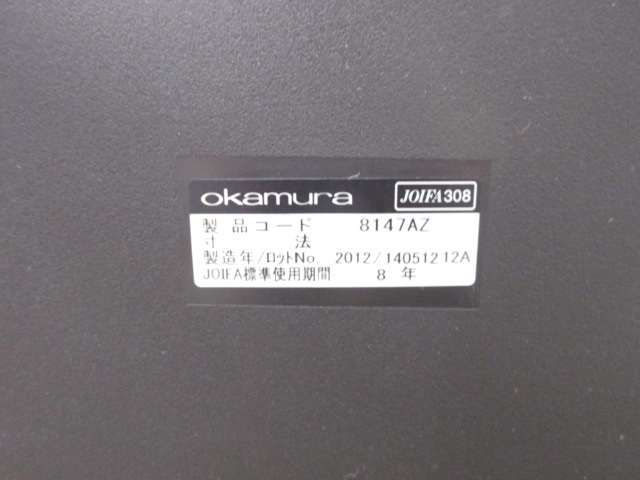 okamura JOIFA308
製品コード 8147AZ
寸法
製造年/ロットNo. 2012/14051212A
JOIFA標準使用期間 8 年